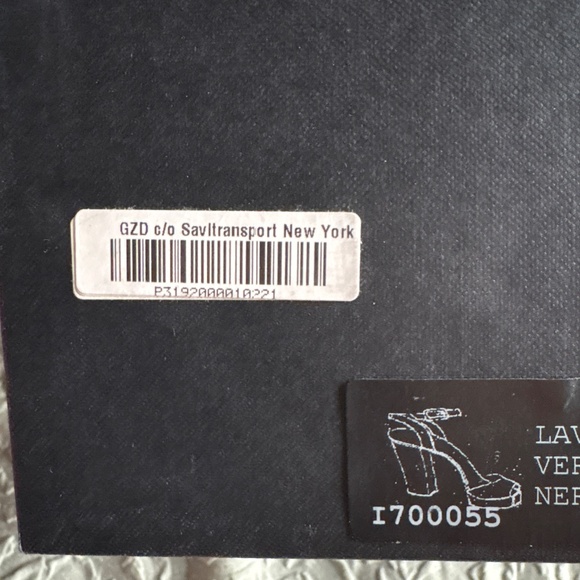 GZD c/o Savitransport New York
P3192000010221
LAV
VER
NER
I700055